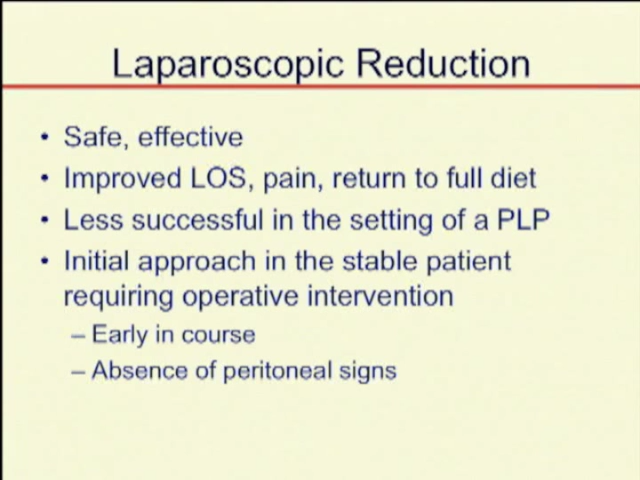 Laparoscopic Reduction
• Safe, effective
• Improved LOS, pain, return to full diet
• Less successful in the setting of a PLP
• Initial approach in the stable patient
requiring operative intervention
– Early in course
– Absence of peritoneal signs